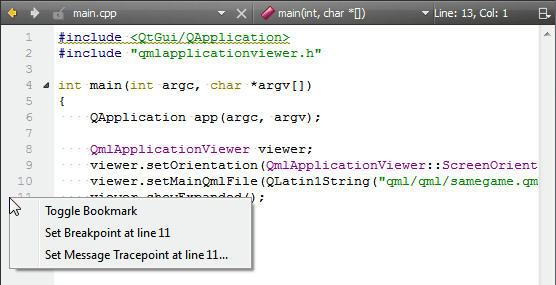 main.cpp main(int, char *[]) Line: 13, Col: 1
1 #include <QtGui/QApplication>
2 #include "qmlapplicationviewer.h"
3
4 int main(int argc, char *argv[])
5 {
6 QApplication app(argc, argv);
7
8 QmlApplicationViewer viewer;
9 viewer.setOrientation(QmlApplicationViewer::ScreenOrient
10 viewer.setMainQmlFile(QLatin1String("qml/qml/samegame.qm
11 viewer.showExpanded();
Toggle Bookmark
Set Breakpoint at line 11
Set Message Tracepoint at line 11...